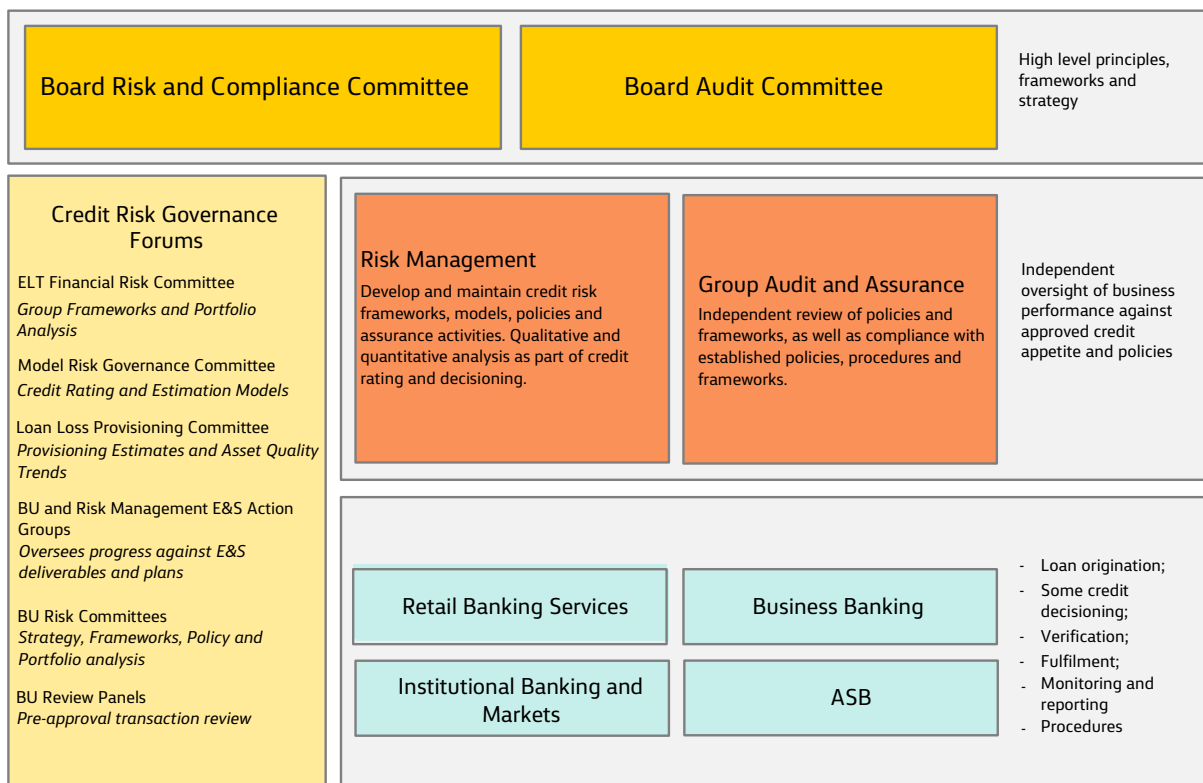 Board Risk and Compliance Committee
Board Audit Committee
High level principles,
frameworks and
strategy
Credit Risk Governance
Forums
ELT Financial Risk Committee
Group Frameworks and Portfolio
Analysis
Model Risk Governance Committee
Credit Rating and Estimation Models
Loan Loss Provisioning Committee
Provisioning Estimates and Asset Quality
Trends
BU and Risk Management E&S Action
Groups
Oversees progress against E&S
deliverables and plans
BU Risk Committees
Strategy, Frameworks, Policy and
Portfolio analysis
BU Review Panels
Pre-approval transaction review
Risk Management
Develop and maintain credit risk
frameworks, models, policies and
assurance activities. Qualitative and
quantitative analysis as part of credit
rating and decisioning.
Group Audit and Assurance
Independent review of policies and
frameworks, as well as compliance with
established policies, procedures and
frameworks.
Independent
oversight of business
performance against
approved credit
appetite and policies
Retail Banking Services
Business Banking
Institutional Banking and
Markets
ASB
- Loan origination;
- Some credit
decisioning;
- Verification;
- Fulfilment;
- Monitoring and
reporting
- Procedures